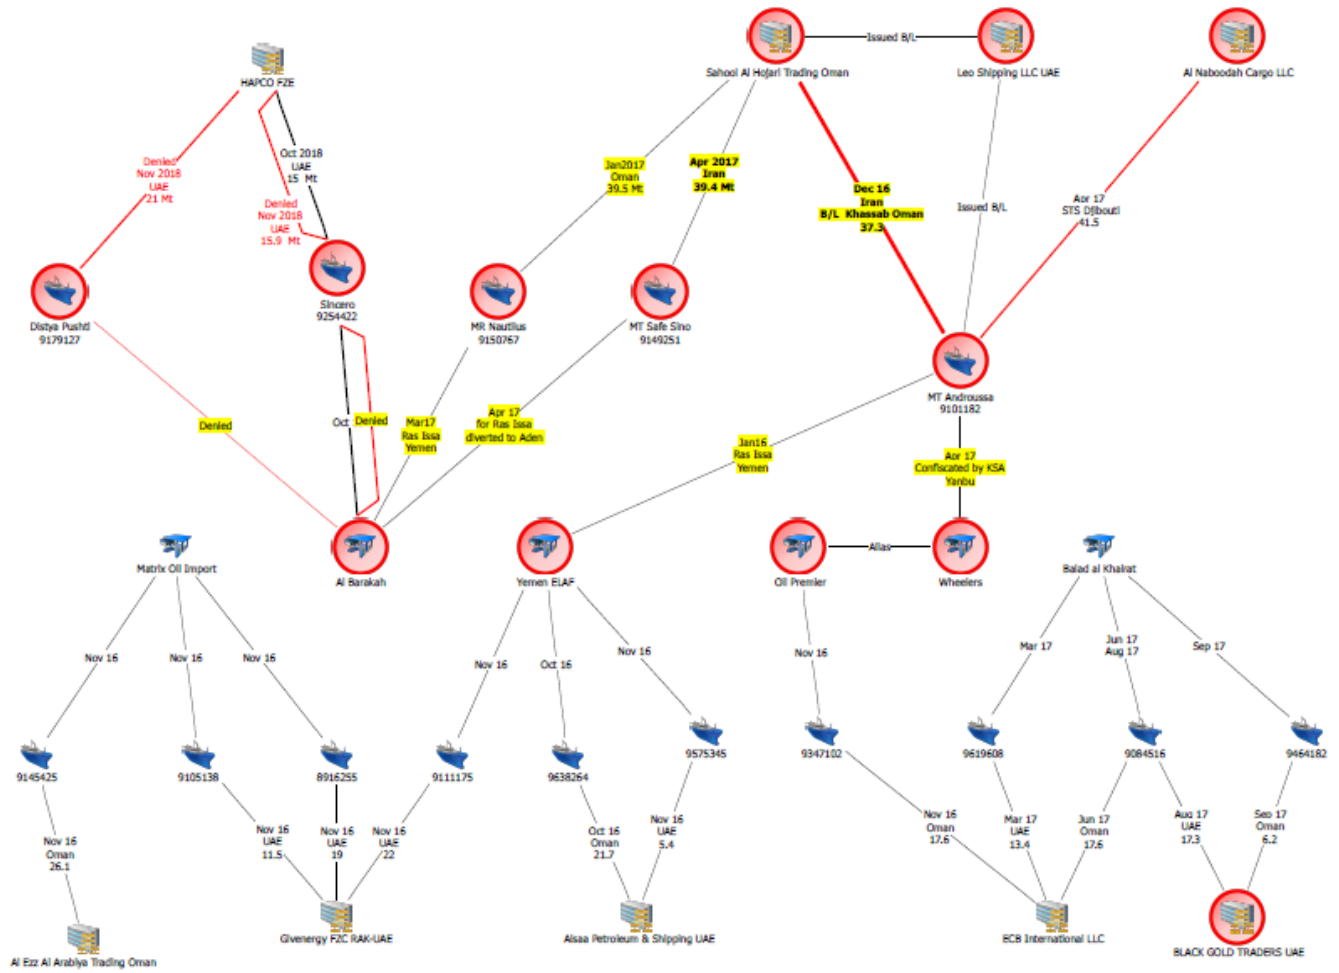 HAPCO FZE
Sahool Al Hojari Trading Oman
Issued B/L
Leo Shipping LLC UAE
Al Naboodah Cargo LLC
Denied
Nov 2018
UAE
21 Mt
Oct 2018
UAE
15 Mt
Denied
Nov 2018
UAE
15.9 Mt
Jan2017
Oman
39.5 Mt
Apr 2017
Iran
39.4 Mt
Dec 16
Iran
B/L Khassab Oman
37.3
Issued B/L
Apr 17
STS Djibouti
41.5
Distya Pushti
9179127
Sincero
9254422
MR Nautilus
9150767
MT Safe Sino
9149251
MT Androussa
9101182
Denied
Oct
Denied
Mar17
Ras Issa
Yemen
Apr 17
for Ras Issa
diverted to Aden
Jan16
Ras Issa
Yemen
Apr 17
Confiscated by KSA
Yanbu
Matrix Oil Import
Al Barakah
Yemen ELAF
Oil Premier
Alias
Wheelers
Balad al Khairat
Nov 16
Nov 16
Nov 16
Nov 16
Oct 16
Nov 16
Nov 16
Mar 17
Jun 17
Aug 17
Sep 17
9145425
9105138
8916255
9111175
9638264
9575345
9347102
9619608
9084516
9464182
Nov 16
Oman
26.1
Nov 16
UAE
11.5
Nov 16
UAE
19
Nov 16
UAE
22
Oct 16
Oman
21.7
Nov 16
UAE
5.4
Nov 16
Oman
17.6
Mar 17
UAE
13.4
Jun 17
Oman
17.6
Aug 17
UAE
17.3
Sep 17
Oman
6.2
Al Ezz Al Arabiya Trading Oman
Givenergy FZC RAK-UAE
Alsaa Petroleum & Shipping UAE
ECB International LLC
BLACK GOLD TRADERS UAE